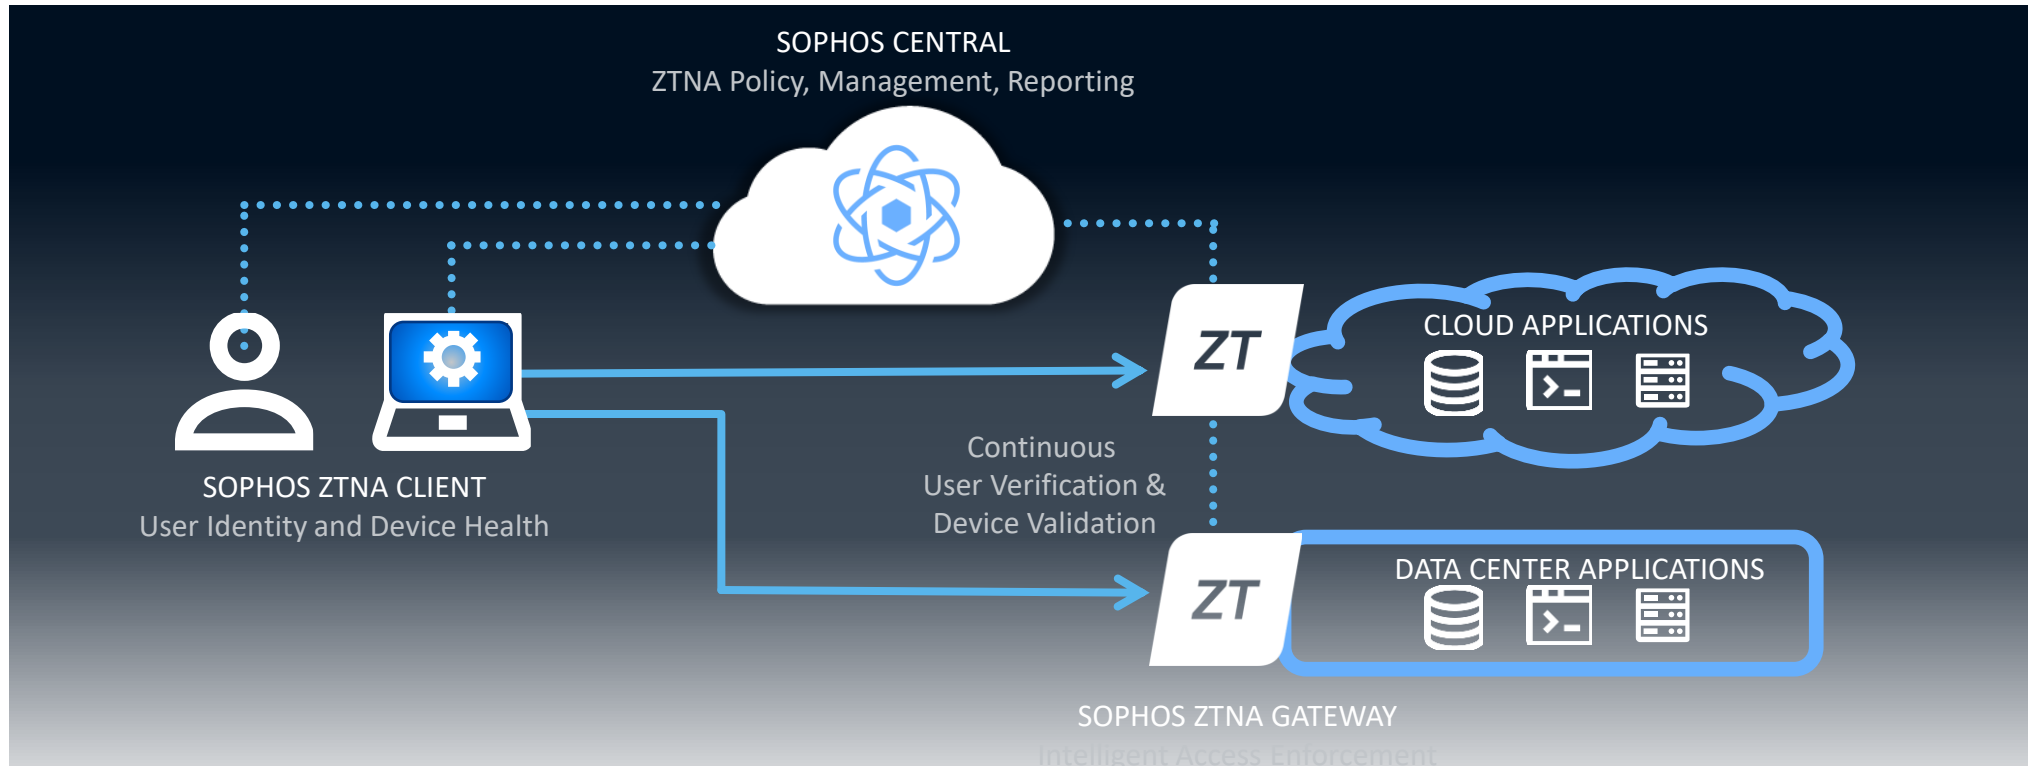 SOPHOS CENTRAL
ZTNA Policy, Management, Reporting
ZT
CLOUD APPLICATIONS
Continuous
User Verification &
Device Validation
SOPHOS ZTNA CLIENT
User Identity and Device Health
ZT
DATA CENTER APPLICATIONS
SOPHOS ZTNA GATEWAY
Intelligent Access Enforcement